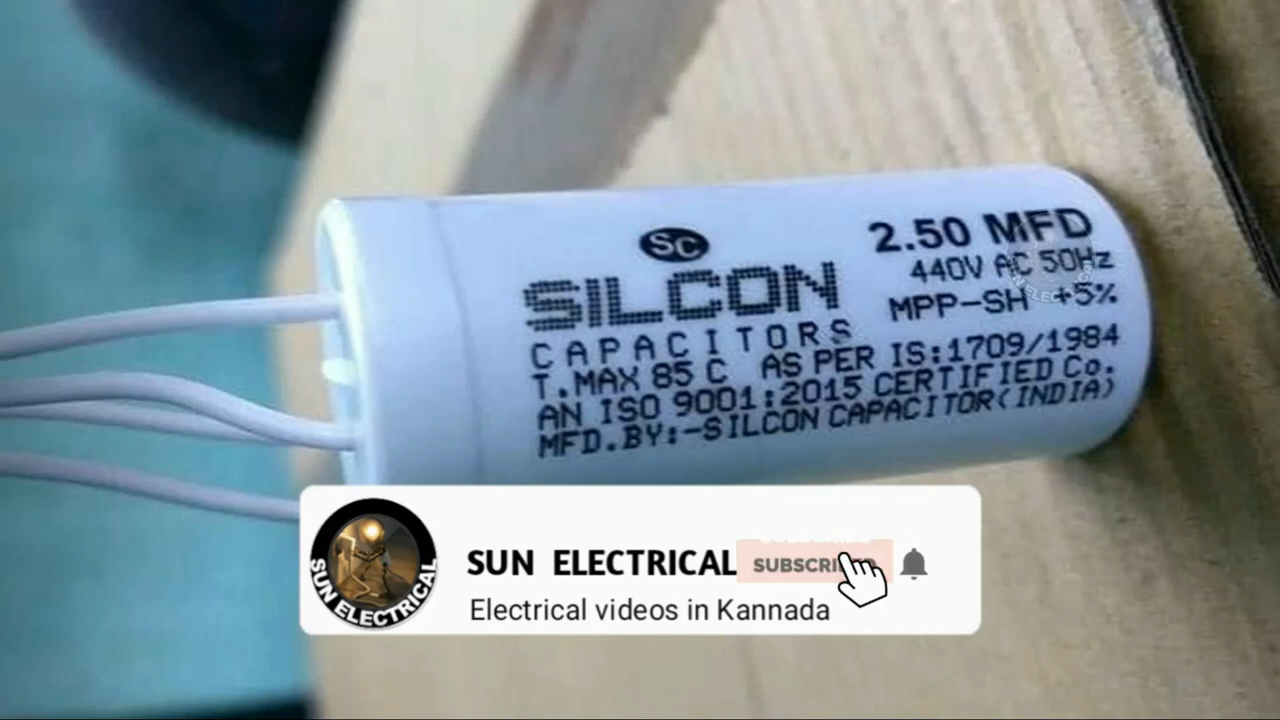 SC
SILCON
CAPACITORS
2.50 MFD
440V AC 50Hz
MPP-SH +5%
T.MAX 85 C AS PER IS:1709/1984
AN ISO 9001:2015 CERTIFIED Co.
MFD.BY:-SILCON CAPACITOR(INDIA)
SUN ELECTRICAL
SUN ELECTRICAL
Electrical videos in Kannada